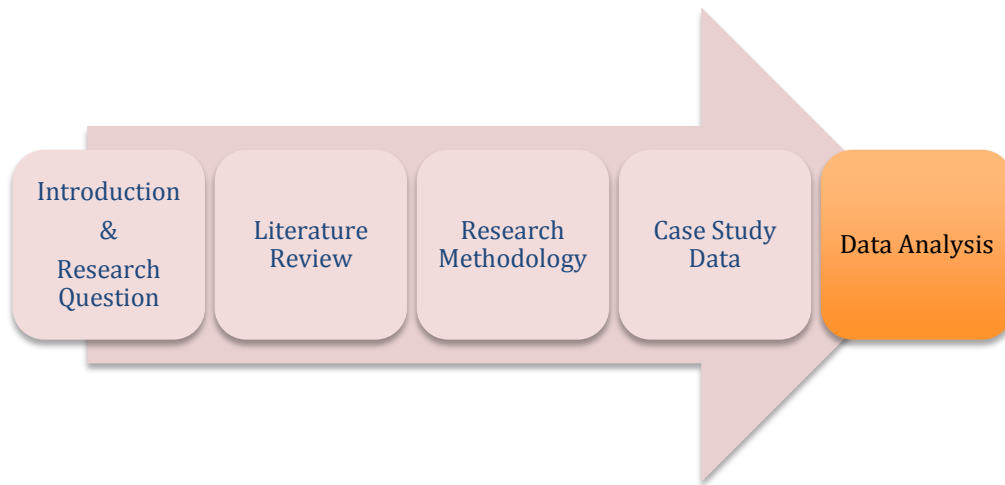 Introduction
&
Research
Question
Literature
Review
Research
Methodology
Case Study
Data
Data Analysis